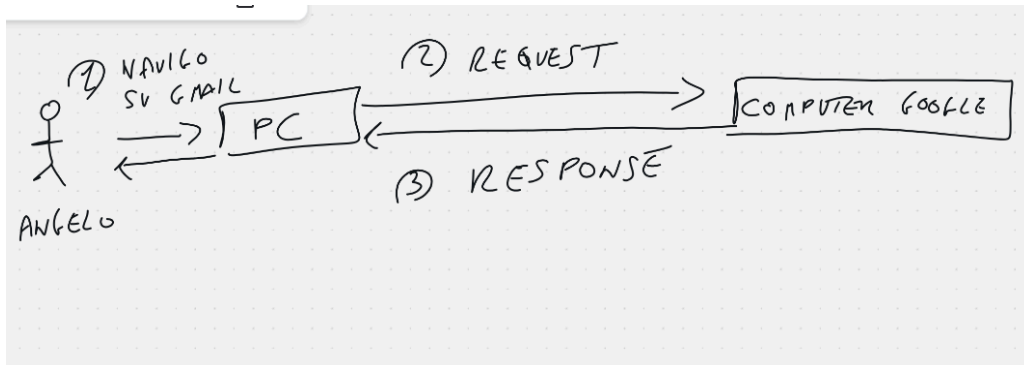 ① NAVIGO
SU GMAIL
② REQUEST
PC
COMPUTER GOOGLE
③ RESPONSE
ANGELO